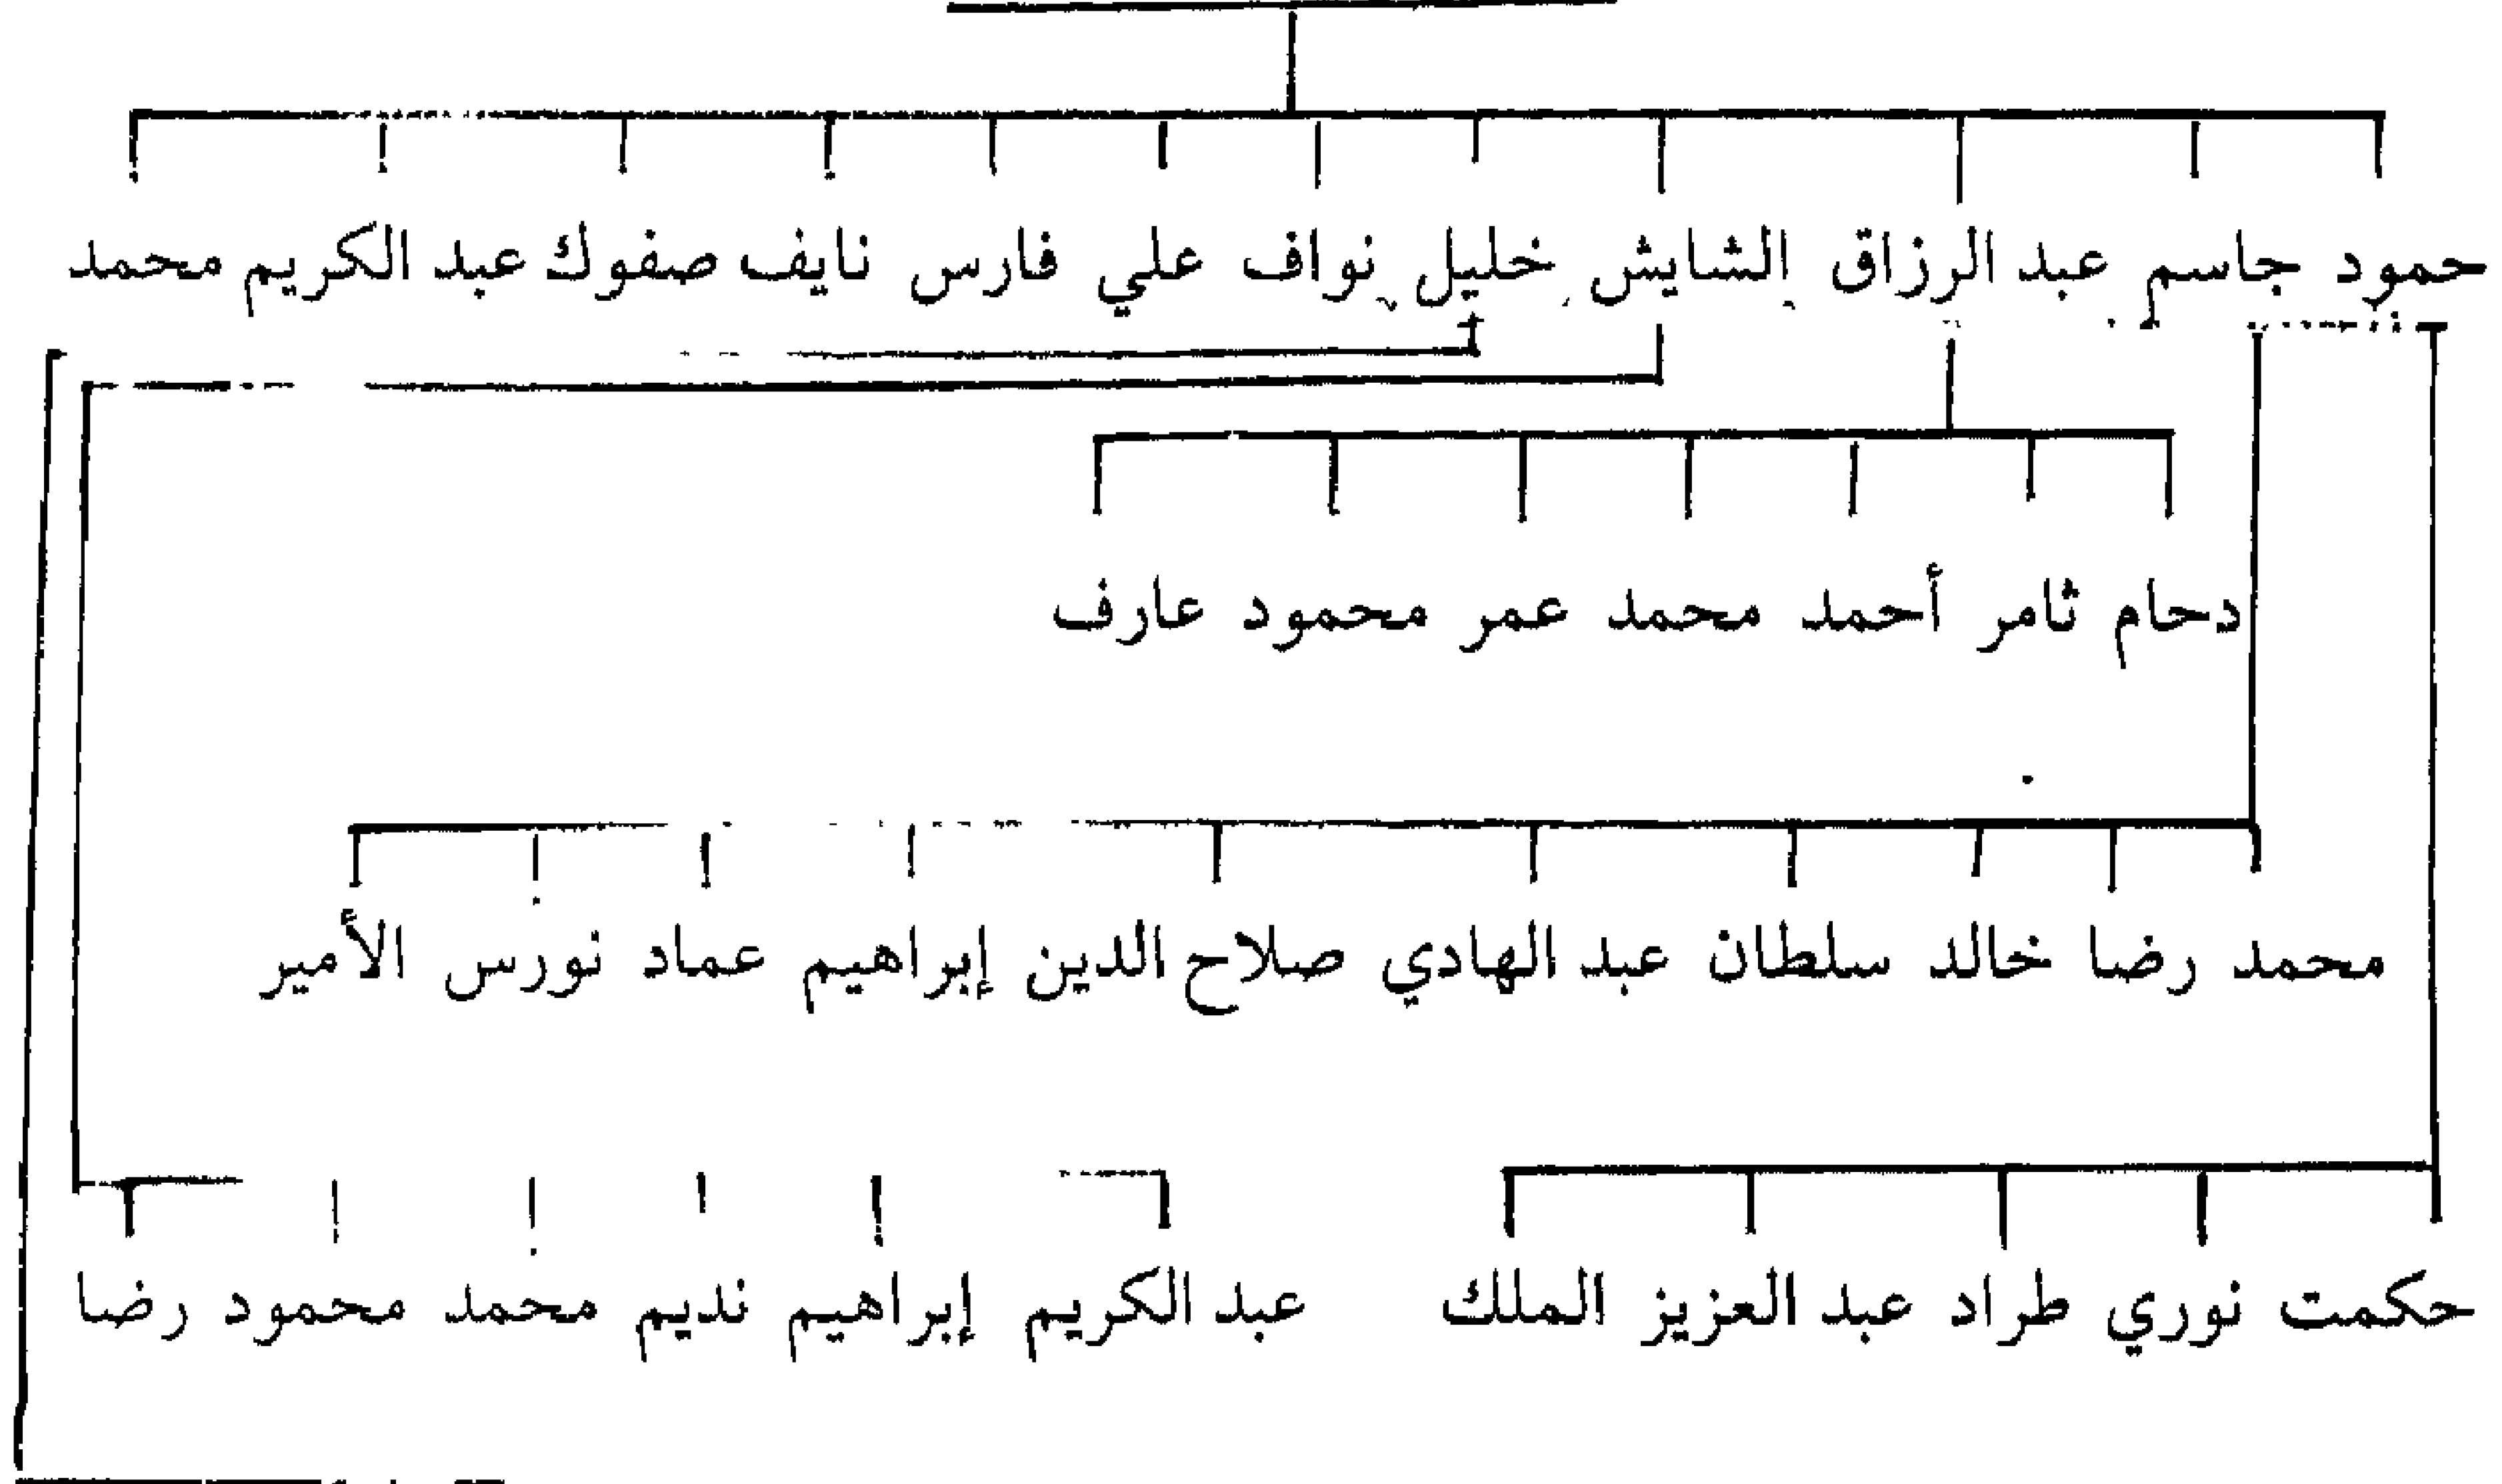 حمود جاسم عبد الرزاق الشايش خليل نواف علي فارس نايف صفوك عبد الكريم محمد
دحام ثامر أحمد محمد عمر محمود عارف
محمد رضا خالد سلطان عبد الهادي صلاح الدين إبراهيم عماد نورس الأمير
حكمت نوري طراد عبد العزيز الملك عبد الكريم إبراهيم نديم محمد محمود رضا